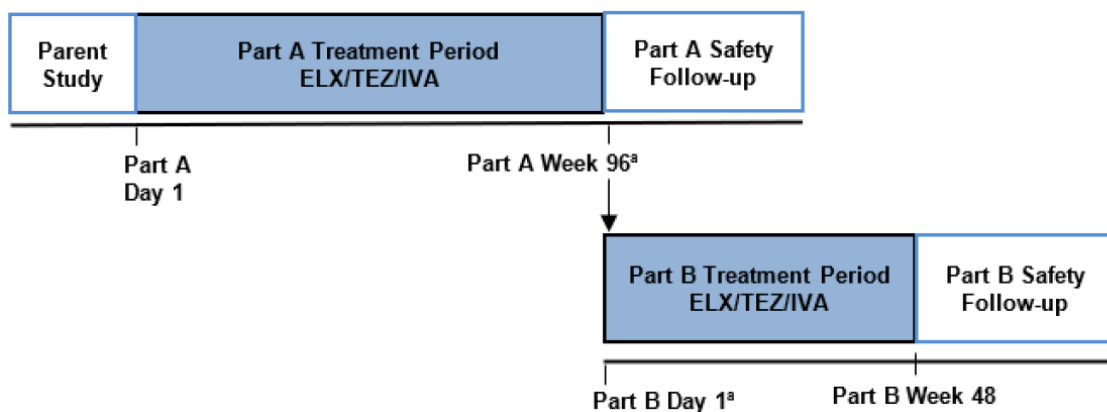 Parent
Study
Part A Treatment Period
ELX/TEZ/IVA
Part A Safety
Follow-up
Part A
Day 1
Part A Week 96ª
Part B Treatment Period
ELX/TEZ/IVA
Part B Safety
Follow-up
Part B Day 1ª
Part B Week 48